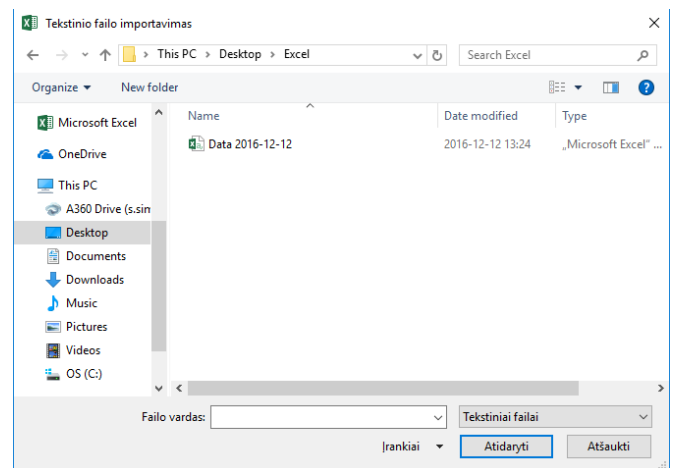 Tekstinio failo importavimas
This PC > Desktop > Excel
Search Excel
Organize
New folder
Name
Date modified
Type
Data 2016-12-12
2016-12-12 13:24
„Microsoft Excel“ ...
Microsoft Excel
OneDrive
This PC
A360 Drive (s.sim
Desktop
Documents
Downloads
Music
Pictures
Videos
OS (C:)
Failo vardas:
Tekstiniai failai
Įrankiai
Atidaryti
Atšaukti